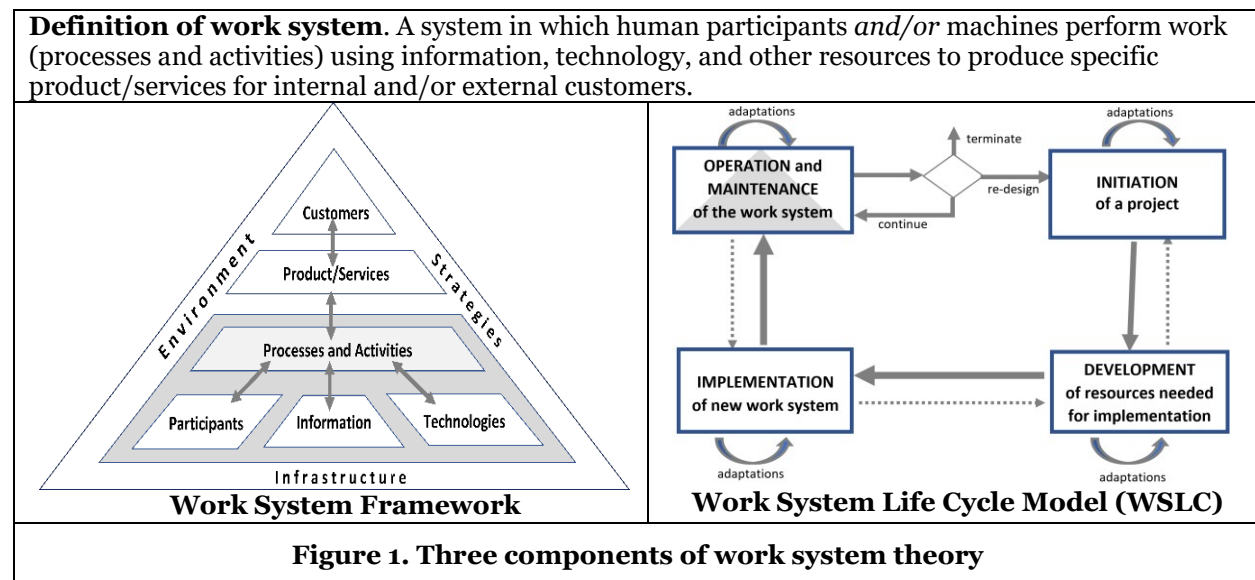 Definition of work system. A system in which human participants and/or machines perform work
(processes and activities) using information, technology, and other resources to produce specific
product/services for internal and/or external customers.
Customers
Product/Services
Environment
Strategies
Processes and Activities
Participants
Information
Technologies
Infrastructure
Work System Framework
adaptations
OPERATION and
MAINTENANCE
of the work system
terminate
re-design
continue
adaptations
INITIATION
of a project
IMPLEMENTATION
of new work system
adaptations
DEVELOPMENT
of resources needed
for implementation
adaptations
Work System Life Cycle Model (WSLC)
Figure 1. Three components of work system theory